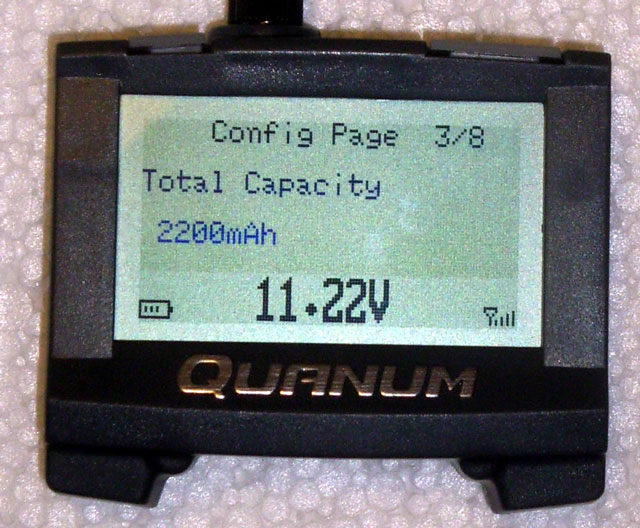 Config Page 3/8
Total Capacity
2200mAh
11.22V
QUANUM